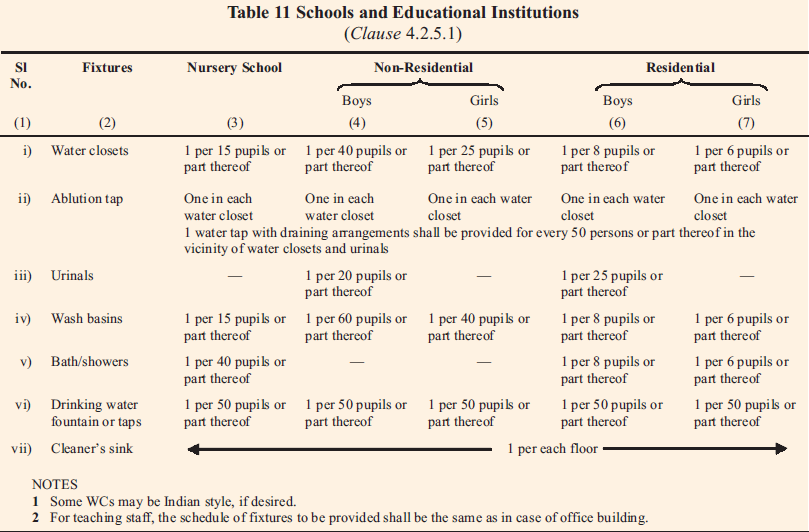 Table 11 Schools and Educational Institutions
(Clause 4.2.5.1)
Sl No. Fixtures Nursery School Non-Residential Residential
Boys Girls Boys Girls
(1) (2) (3) (4) (5) (6) (7)
i) Water closets 1 per 15 pupils or 1 per 40 pupils or 1 per 25 pupils or 1 per 8 pupils or 1 per 6 pupils or
part thereof part thereof part thereof part thereof part thereof
ii) Ablution tap One in each One in each One in each water One in each water One in each water
water closet water closet closet closet closet
1 water tap with draining arrangements shall be provided for every 50 persons or part thereof in the
vicinity of water closets and urinals
iii) Urinals — 1 per 20 pupils or — 1 per 25 pupils or —
part thereof part thereof
iv) Wash basins 1 per 15 pupils or 1 per 60 pupils or 1 per 40 pupils or 1 per 8 pupils or 1 per 6 pupils or
part thereof part thereof part thereof part thereof part thereof
v) Bath/showers 1 per 40 pupils or — — 1 per 8 pupils or 1 per 6 pupils or
part thereof part thereof part thereof
vi) Drinking water 1 per 50 pupils or 1 per 50 pupils or 1 per 50 pupils or 1 per 50 pupils or 1 per 50 pupils or
fountain or taps part thereof part thereof part thereof part thereof part thereof
vii) Cleaner's sink 1 per each floor
NOTES
1 Some WCs may be Indian style, if desired.
2 For teaching staff, the schedule of fixtures to be provided shall be the same as in case of office building.